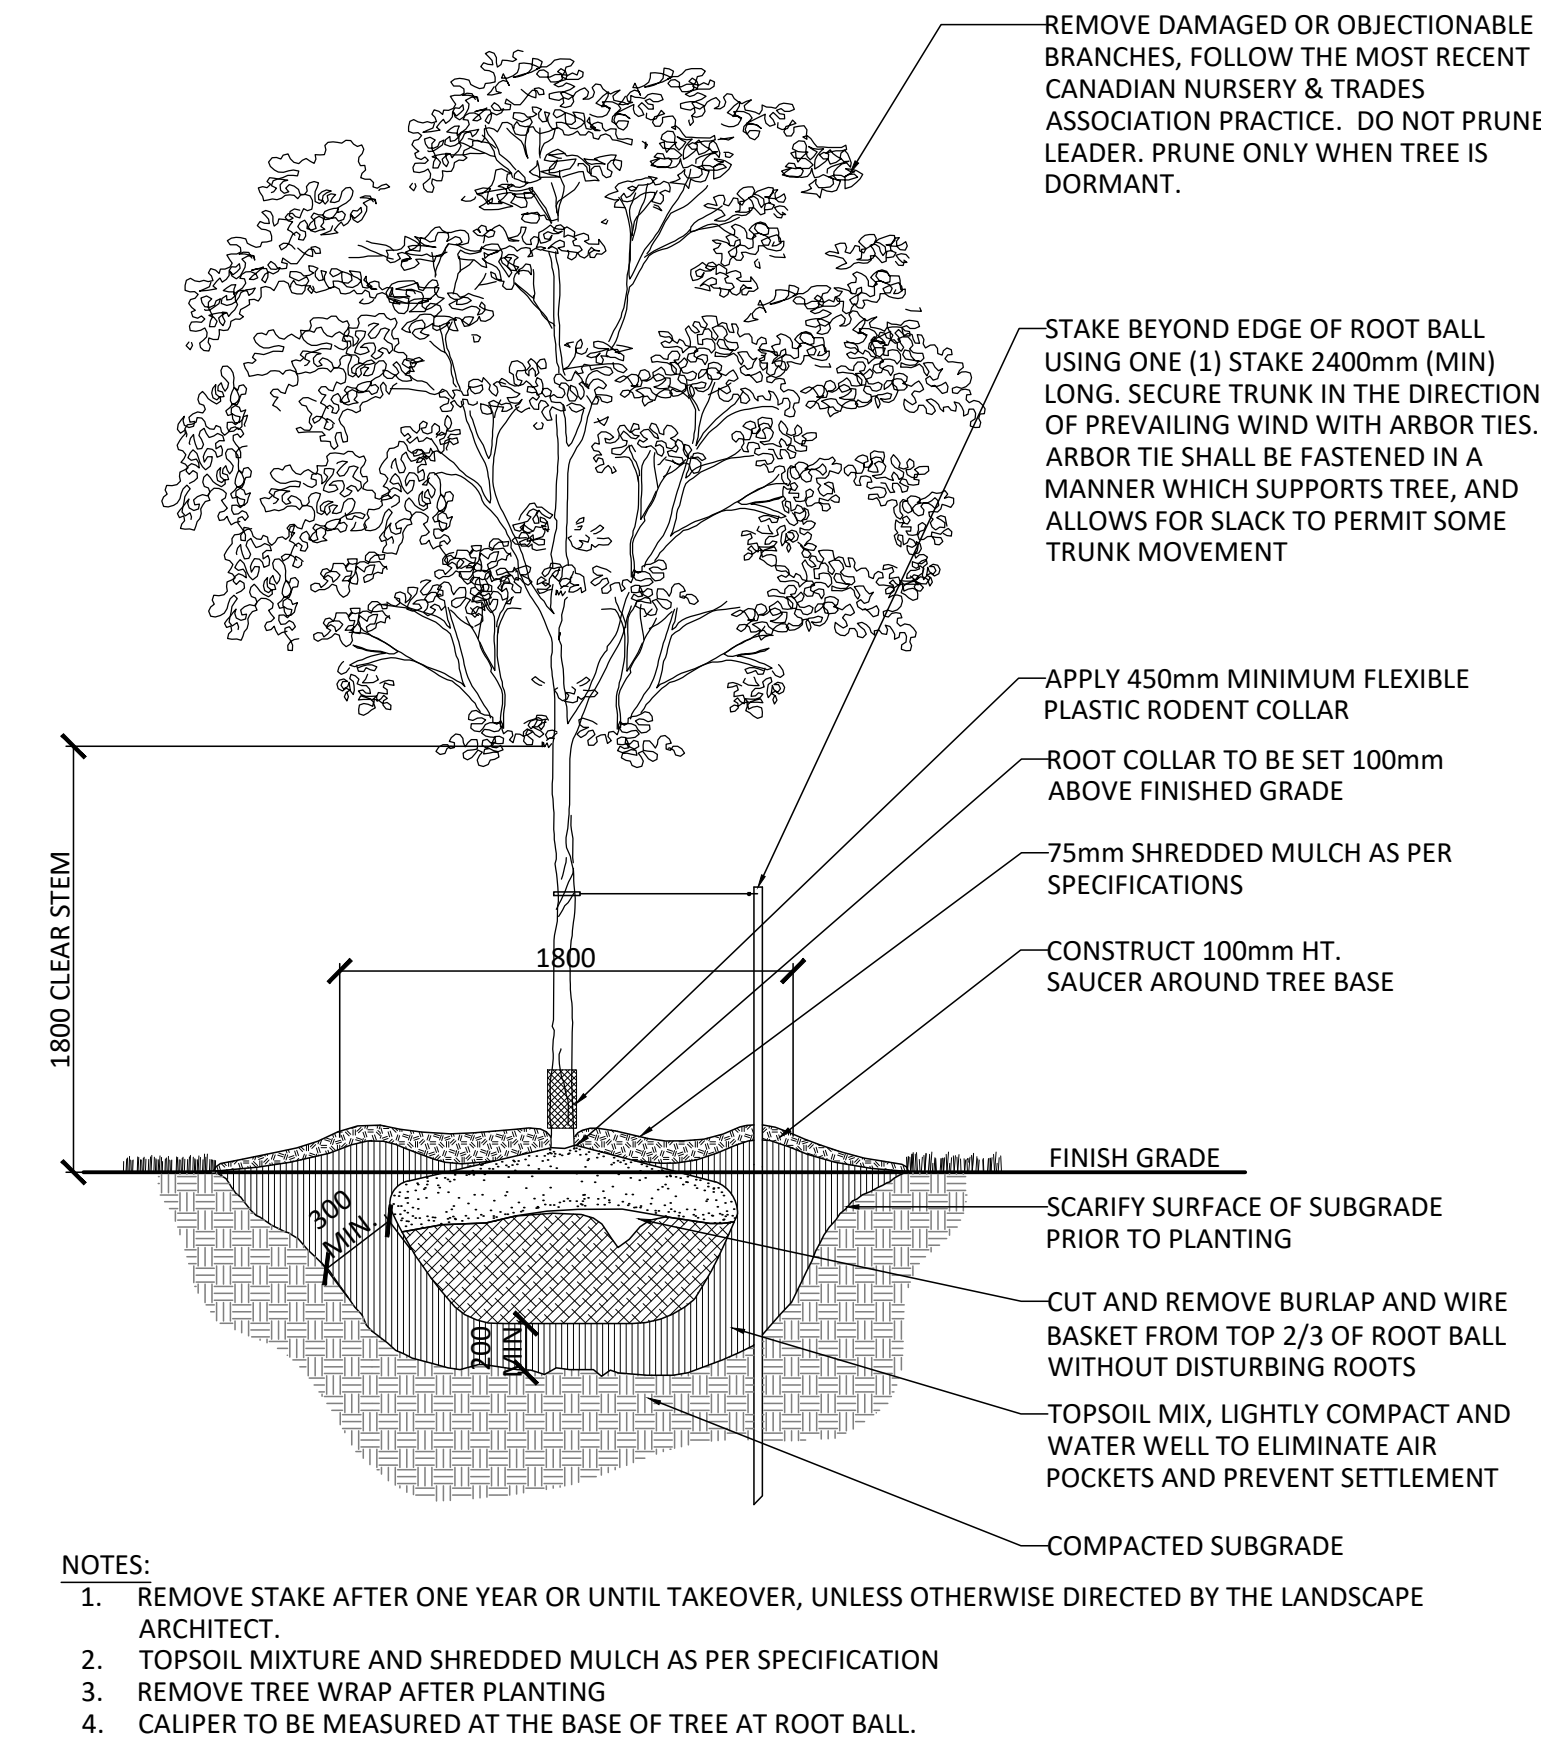 REMOVE DAMAGED OR OBJECTIONABLE
BRANCHES, FOLLOW THE MOST RECENT
CANADIAN NURSERY & TRADES
ASSOCIATION PRACTICE. DO NOT PRUNE
LEADER. PRUNE ONLY WHEN TREE IS
DORMANT.
STAKE BEYOND EDGE OF ROOT BALL
USING ONE (1) STAKE 2400mm (MIN)
LONG. SECURE TRUNK IN THE DIRECTION
OF PREVAILING WIND WITH ARBOR TIES.
ARBOR TIE SHALL BE FASTENED IN A
MANNER WHICH SUPPORTS TREE, AND
ALLOWS FOR SLACK TO PERMIT SOME
TRUNK MOVEMENT
APPLY 450mm MINIMUM FLEXIBLE
PLASTIC RODENT COLLAR
ROOT COLLAR TO BE SET 100mm
ABOVE FINISHED GRADE
75mm SHREDDED MULCH AS PER
SPECIFICATIONS
CONSTRUCT 100mm HT.
SAUCER AROUND TREE BASE
1800 CLEAR STEM
1800
FINISH GRADE
300
MIN.
200
MIN
SCARIFY SURFACE OF SUBGRADE
PRIOR TO PLANTING
CUT AND REMOVE BURLAP AND WIRE
BASKET FROM TOP 2/3 OF ROOT BALL
WITHOUT DISTURBING ROOTS
TOPSOIL MIX, LIGHTLY COMPACT AND
WATER WELL TO ELIMINATE AIR
POCKETS AND PREVENT SETTLEMENT
COMPACTED SUBGRADE
NOTES:
1. REMOVE STAKE AFTER ONE YEAR OR UNTIL TAKEOVER, UNLESS OTHERWISE DIRECTED BY THE LANDSCAPE
ARCHITECT.
2. TOPSOIL MIXTURE AND SHREDDED MULCH AS PER SPECIFICATION
3. REMOVE TREE WRAP AFTER PLANTING
4. CALIPER TO BE MEASURED AT THE BASE OF TREE AT ROOT BALL.